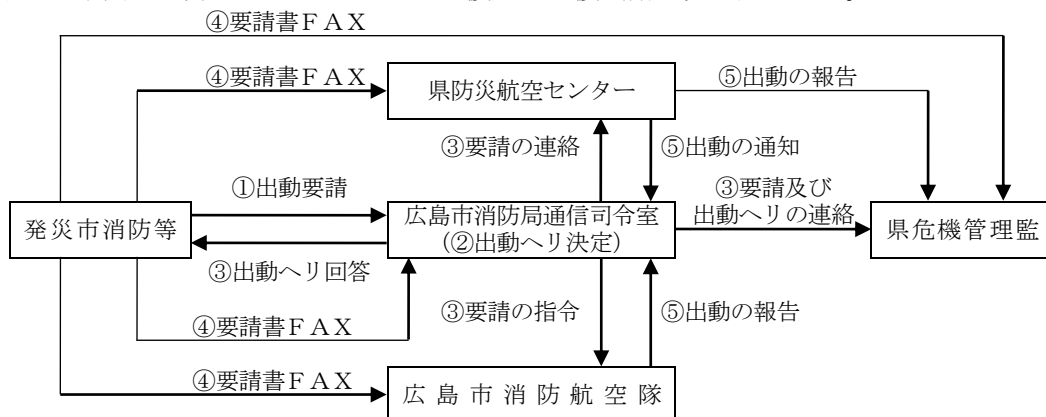 ④要請書ＦＡＸ
④要請書ＦＡＸ
県防災航空センター
⑤出動の報告
③要請の連絡
⑤出動の通知
①出動要請
③要請及び
出動ヘリの連絡
発災市消防等
広島市消防局通信司令室
（②出動ヘリ決定）
県危機管理監
③出動ヘリ回答
③要請の指令
⑤出動の報告
④要請書ＦＡＸ
④要請書ＦＡＸ
広島市消防航空隊